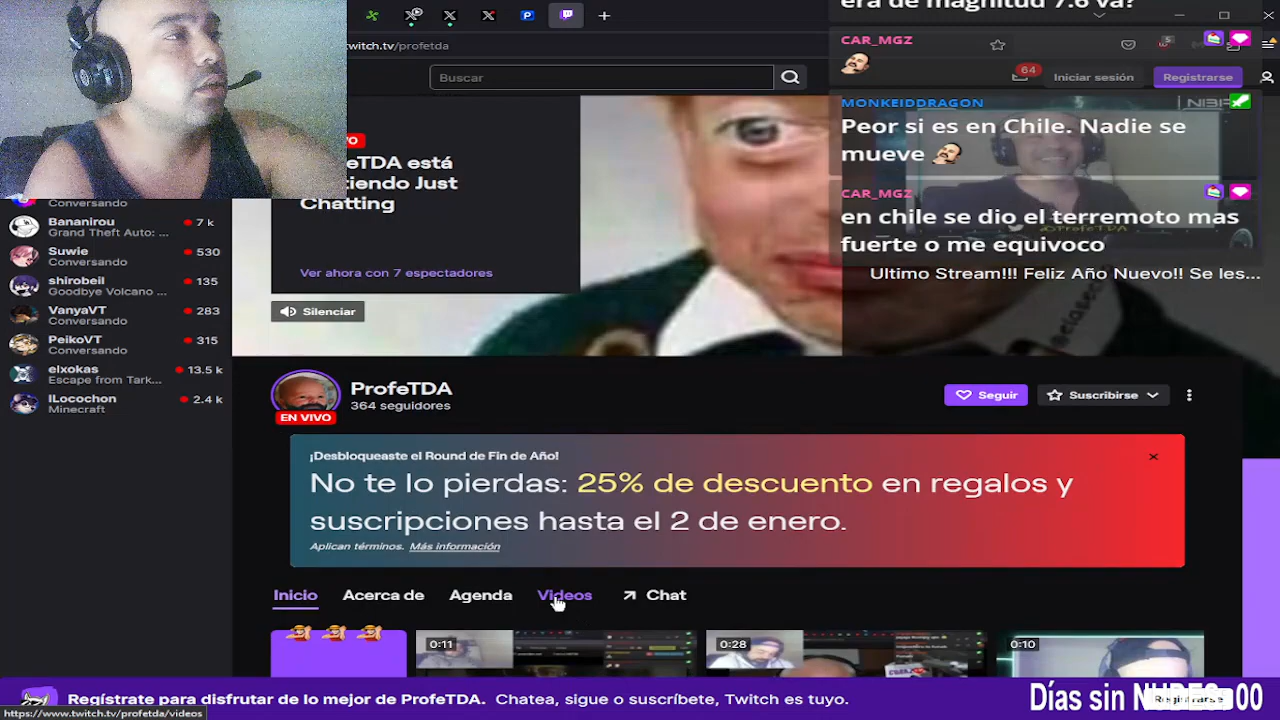 twitch.tv/profetda
Buscar
64
5
Iniciar sesión
Registrarse
era de magnitud 7.6 va?
CAR_MGZ
MONKEIDDRAGON
Peor si es en Chile. Nadie se
mueve
CAR_MGZ
en chile se dio el terremoto mas
fuerte o me equivoco
@ProfeTDA
Ultimo Stream!!! Feliz Año Nuevo!! Se les...
TDA está
Just
Chatting
Ver ahora con 7 espectadores
Silenciar
Conversando
Bananirou
7 k
Grand Theft Auto: ...
Suwie
530
Conversando
shirobeil
135
Goodbye Volcano ...
VanyaVT
283
Conversando
PeikoVT
315
Conversando
elxokas
13.5 k
Escape from Tark...
ILocochon
2.4 k
Minecraft
ProfeTDA
364 seguidores
EN VIVO
Seguir
Suscribirse
¡Desbloqueaste el Round de Fin de Año!
No te lo pierdas: 25% de descuento en regalos y
suscripciones hasta el 2 de enero.
Aplican términos. Más información
Inicio
Acerca de
Agenda
Videos
Chat
0:11
0:28
0:10
Regístrate para disfrutar de lo mejor de ProfeTDA. Chatea, sigue o suscríbete, Twitch es tuyo.
Días sin NUDES: 00
https://www.twitch.tv/profetda/videos